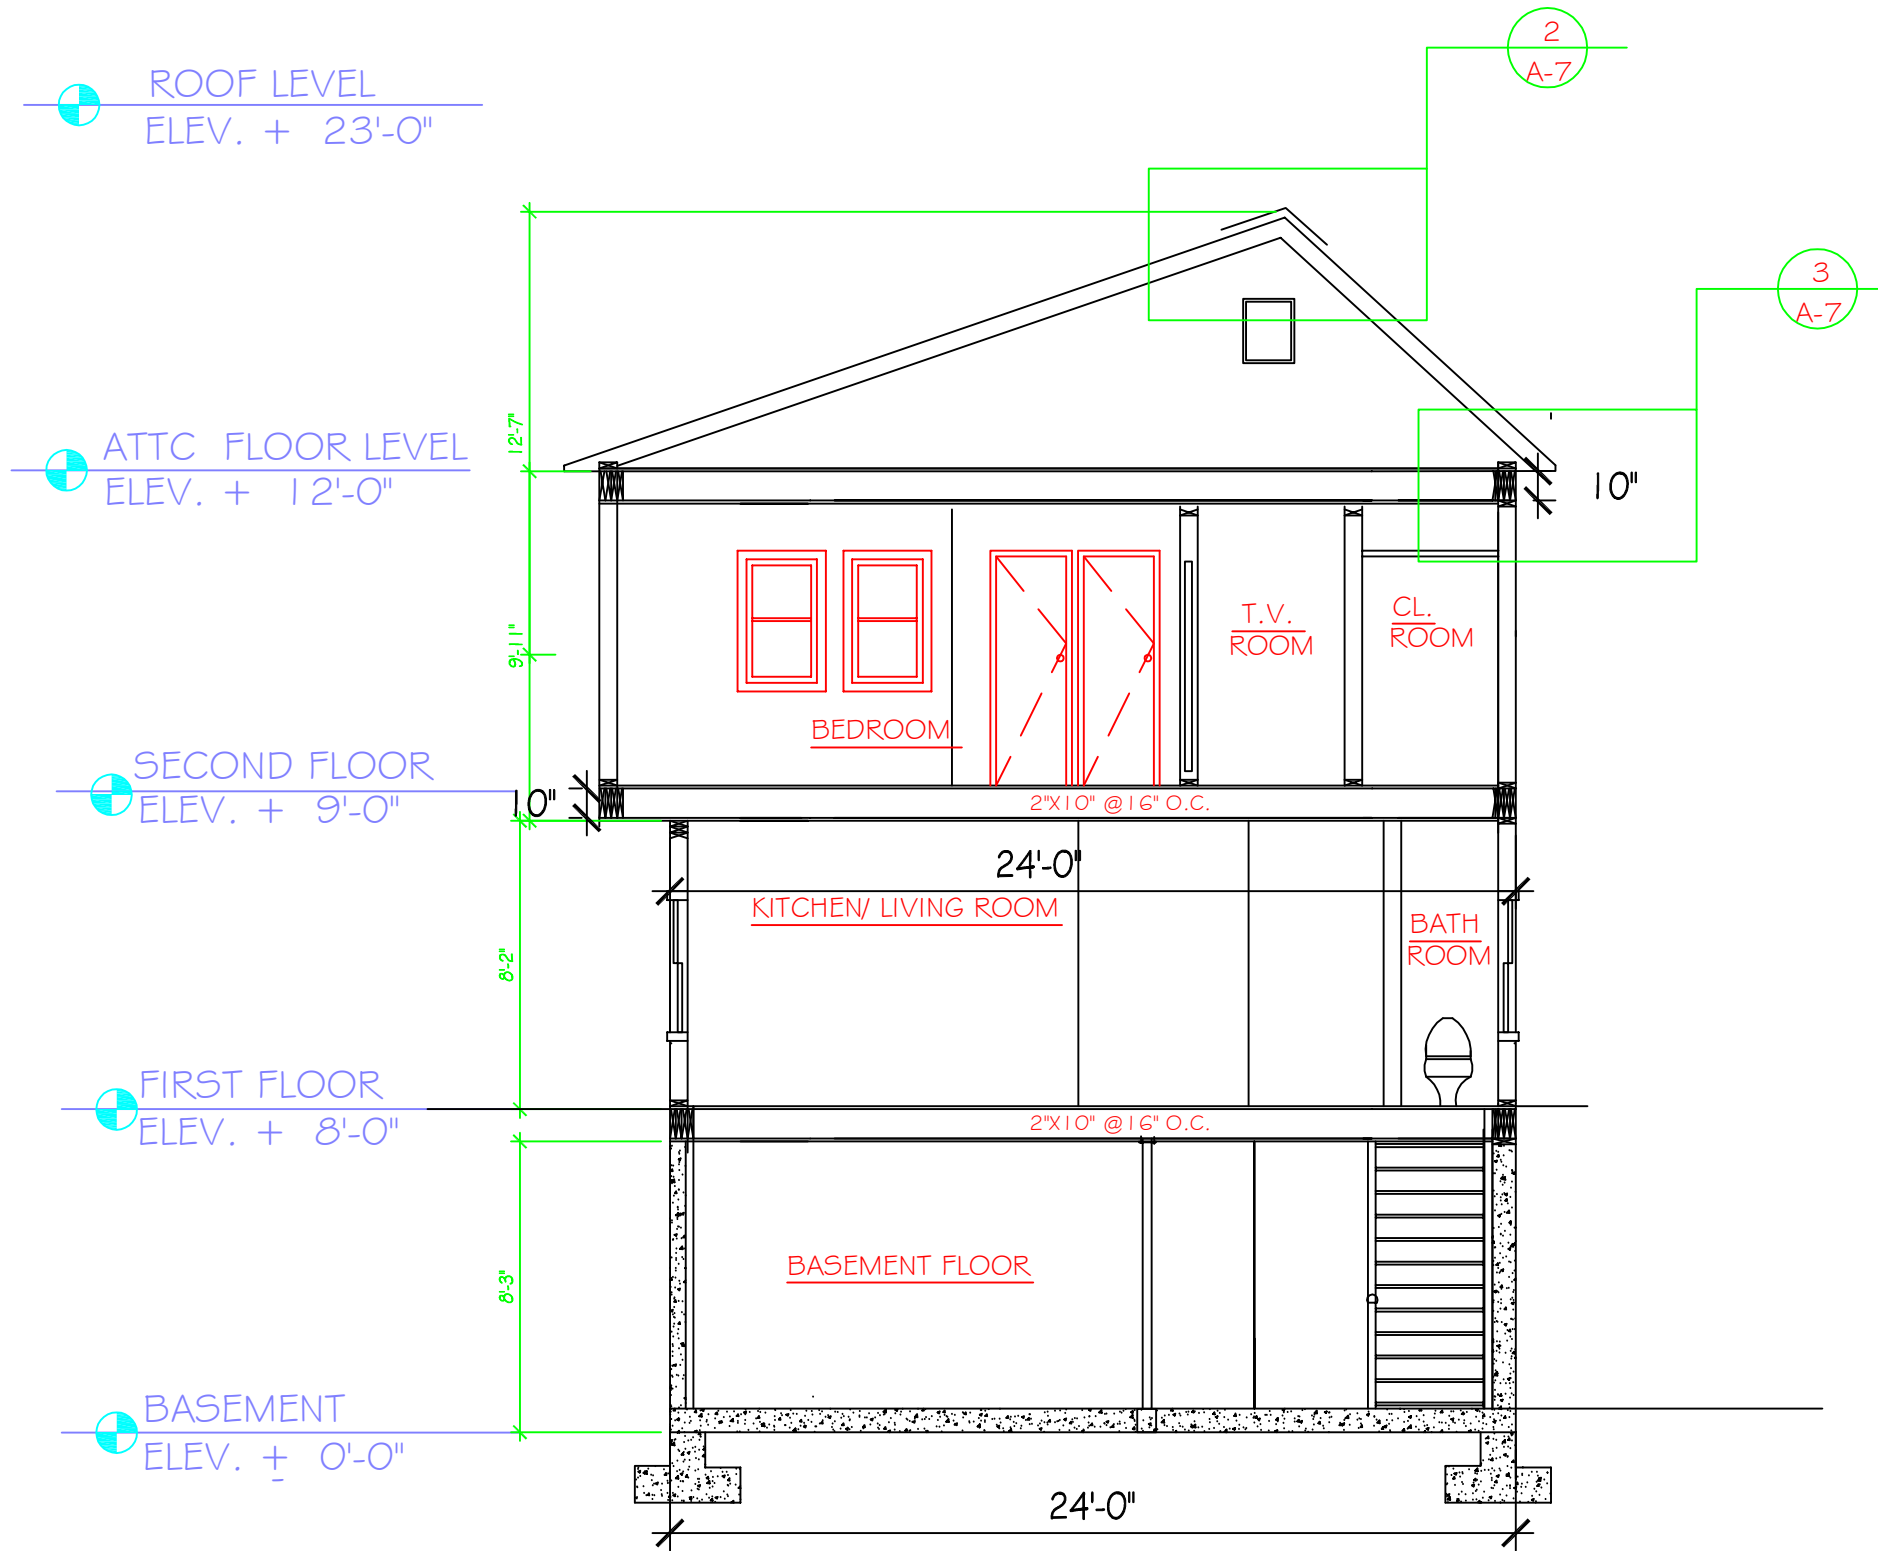 2
A-7
ROOF LEVEL
ELEV. + 23'-0"
3
A-7
12'-7"
ATTC FLOOR LEVEL
ELEV. + 12'-0"
10"
9'-11"
T.V.
ROOM
CL.
ROOM
BEDROOM
SECOND FLOOR
ELEV. + 9'-0"
10"
2"X10" @16" O.C.
24'-0"
KITCHEN/ LIVING ROOM
BATH
ROOM
8'-2"
FIRST FLOOR
ELEV. + 8'-0"
2"X10" @16" O.C.
BASEMENT FLOOR
8'-3"
BASEMENT
ELEV. ± 0'-0"
24'-0"